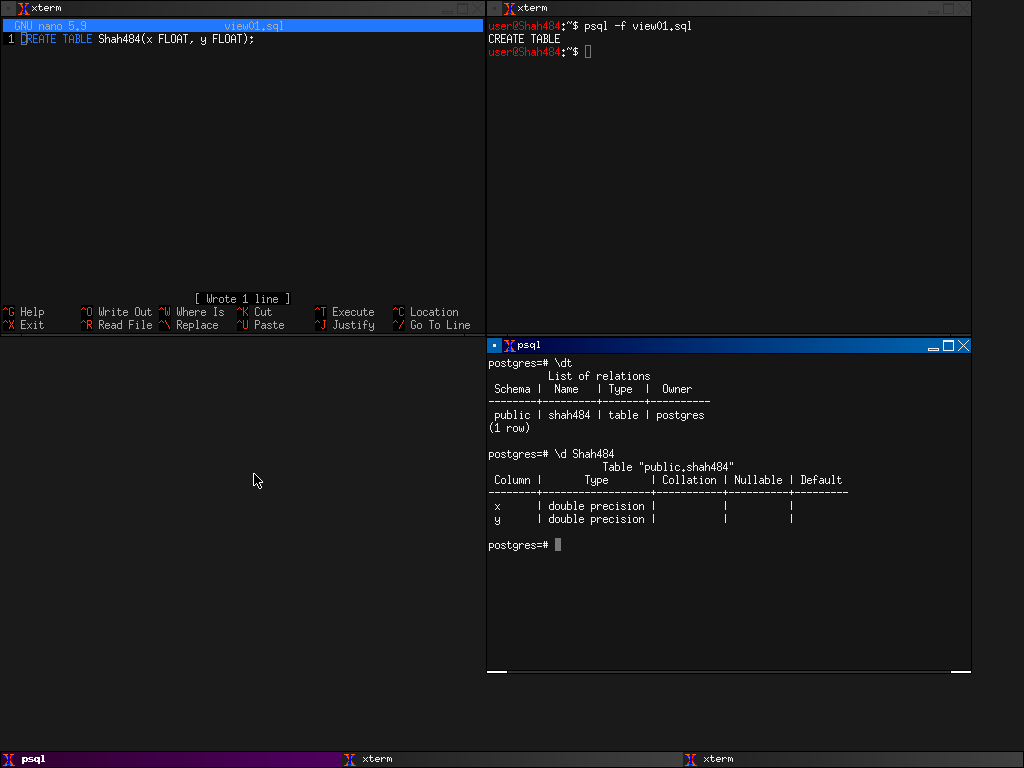 xterm
GNU nano 5.9 view01.sql
1 CREATE TABLE Shah484(x FLOAT, y FLOAT);
[ Wrote 1 line ]
^G Help ^O Write Out ^W Where Is ^K Cut ^T Execute ^C Location
^X Exit ^R Read File ^\ Replace ^U Paste ^J Justify ^/ Go To Line
xterm
user@Shah484:~$ psql -f view01.sql
CREATE TABLE
user@Shah484:~$
psql
postgres=# \dt
List of relations
Schema | Name | Type | Owner
--------+---------+-------+----------
public | shah484 | table | postgres
(1 row)
postgres=# \d Shah484
Table "public.shah484"
Column | Type | Collation | Nullable | Default
--------+------------------+-----------+----------+---------
x | double precision | | |
y | double precision | | |
postgres=#
psql xterm xterm